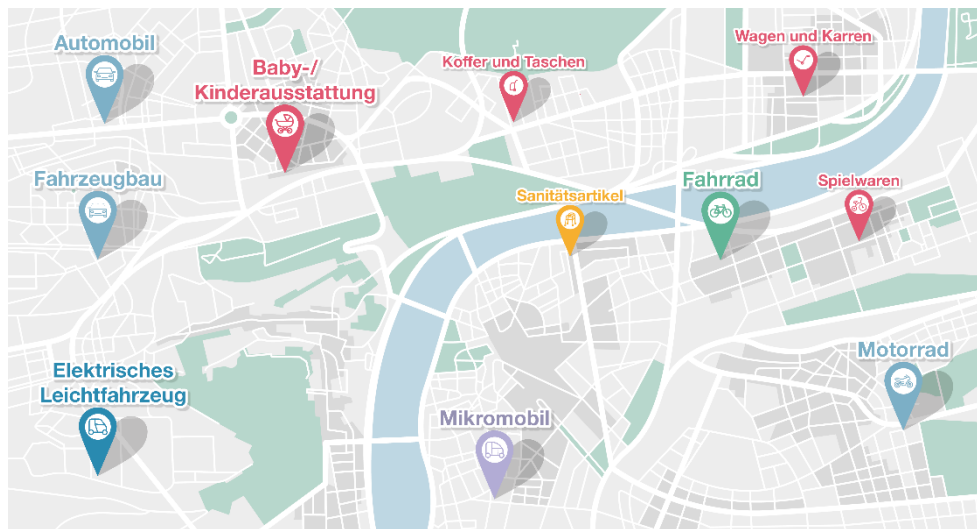 Automobil
Baby-/
Kinderausstattung
Koffer und Taschen
Wagen und Karren
Fahrzeugbau
Sanitätsartikel
Fahrrad
Spielwaren
Elektrisches
Leichtfahrzeug
Mikromobil
Motorrad